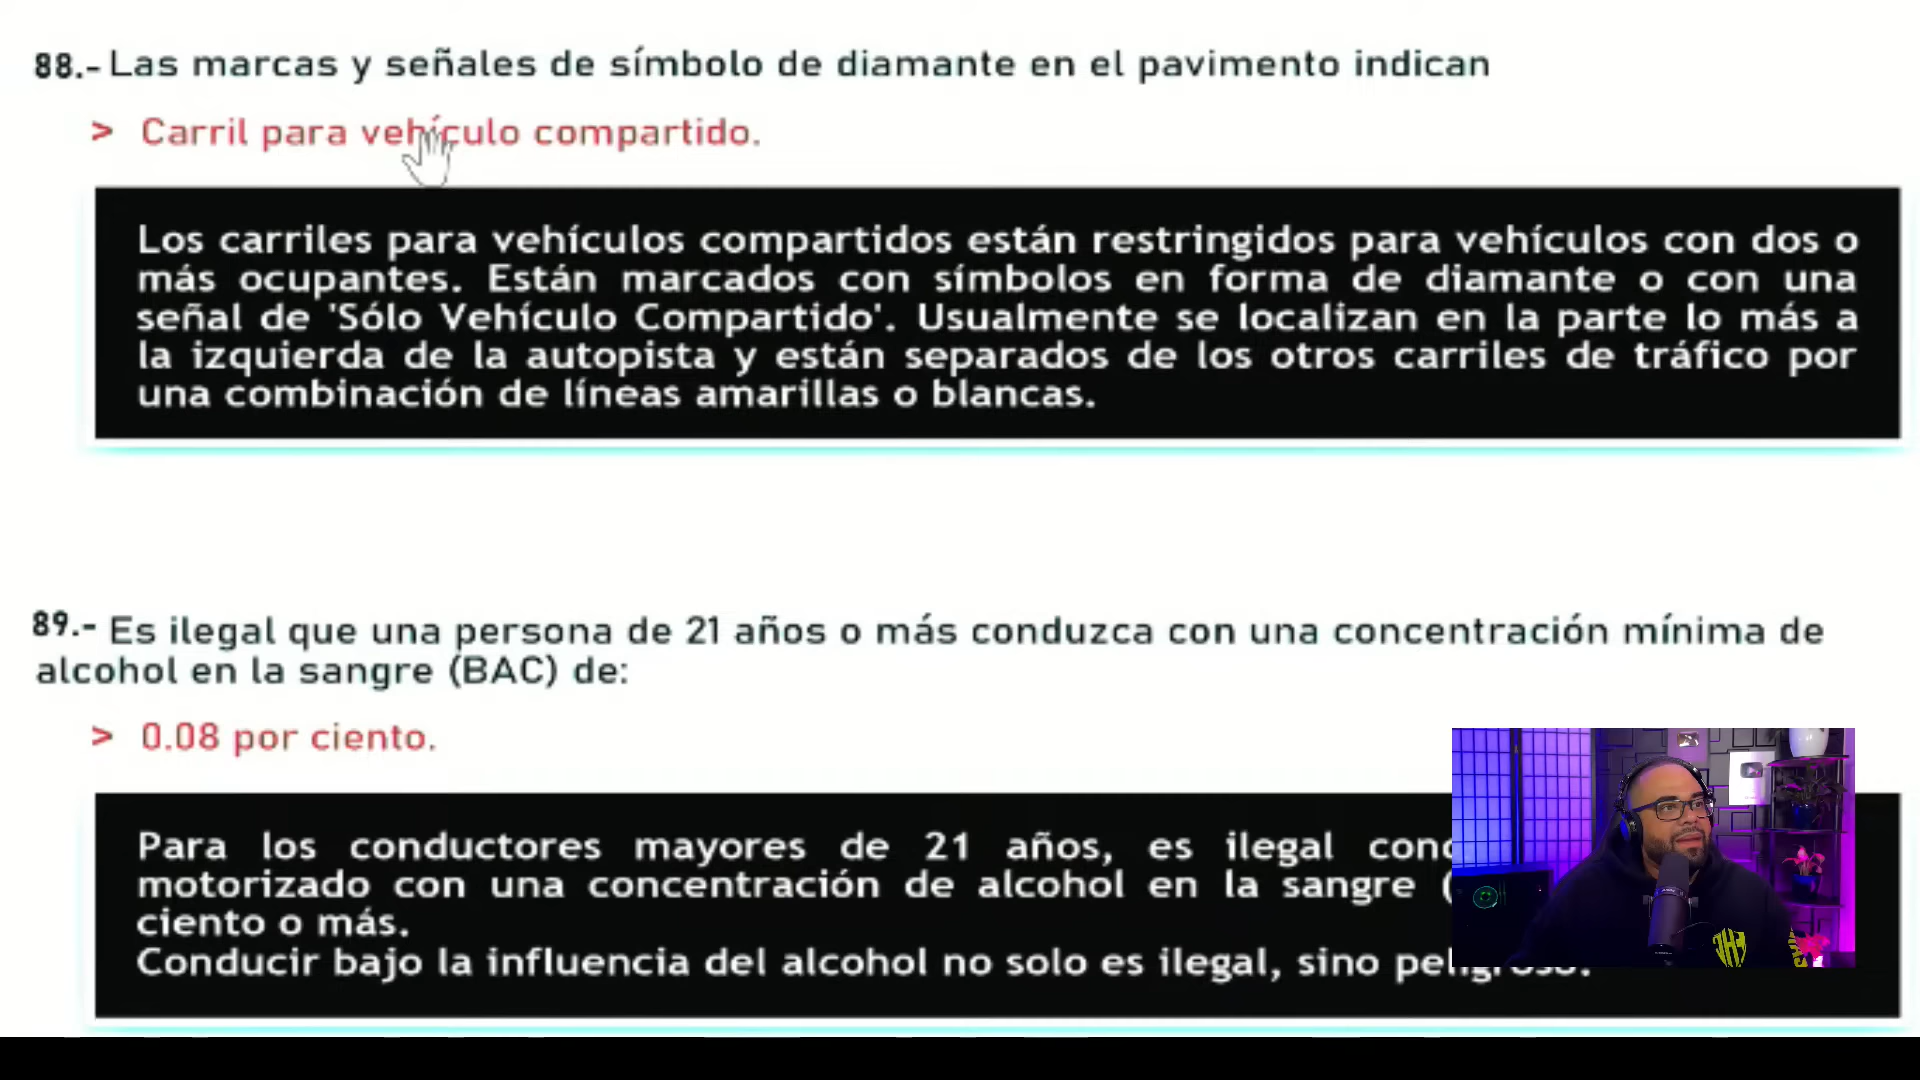 88.- Las marcas y señales de símbolo de diamante en el pavimento indican
> Carril para vehículo compartido.
Los carriles para vehículos compartidos están restringidos para vehículos con dos o
más ocupantes. Están marcados con símbolos en forma de diamante o con una
señal de 'Sólo Vehículo Compartido'. Usualmente se localizan en la parte lo más a
la izquierda de la autopista y están separados de los otros carriles de tráfico por
una combinación de líneas amarillas o blancas.
89.- Es ilegal que una persona de 21 años o más conduzca con una concentración mínima de
alcohol en la sangre (BAC) de:
> 0.08 por ciento.
Para los conductores mayores de 21 años, es ilegal
motorizado con una concentración de alcohol en la sangre (
ciento o más.
Conducir bajo la influencia del alcohol no solo es ilegal, sino peligroso.